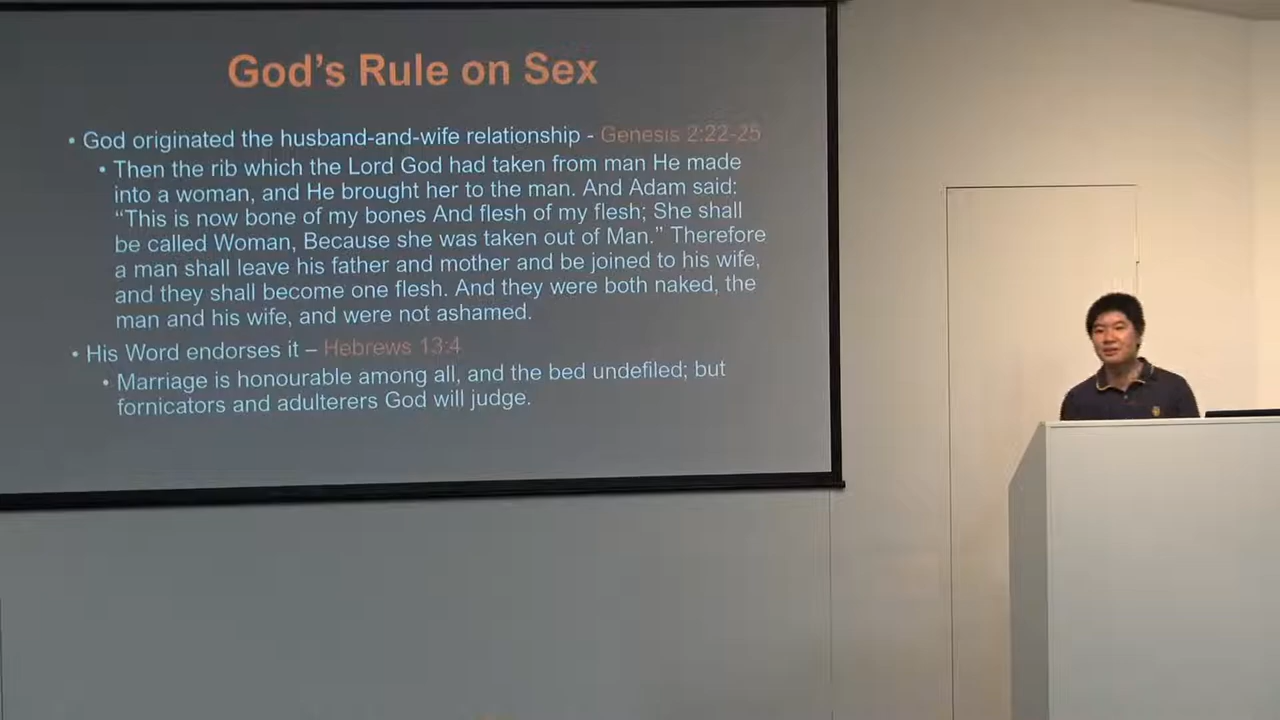 God's Rule on Sex
• God originated the husband-and-wife relationship - Genesis 2:22-25
• Then the rib which the Lord God had taken from man He made
into a woman, and He brought her to the man. And Adam said:
“This is now bone of my bones And flesh of my flesh; She shall
be called Woman, Because she was taken out of Man.” Therefore
a man shall leave his father and mother and be joined to his wife,
and they shall become one flesh. And they were both naked, the
man and his wife, and were not ashamed.
• His Word endorses it – Hebrews 13:4
• Marriage is honourable among all, and the bed undefiled; but
fornicators and adulterers God will judge.